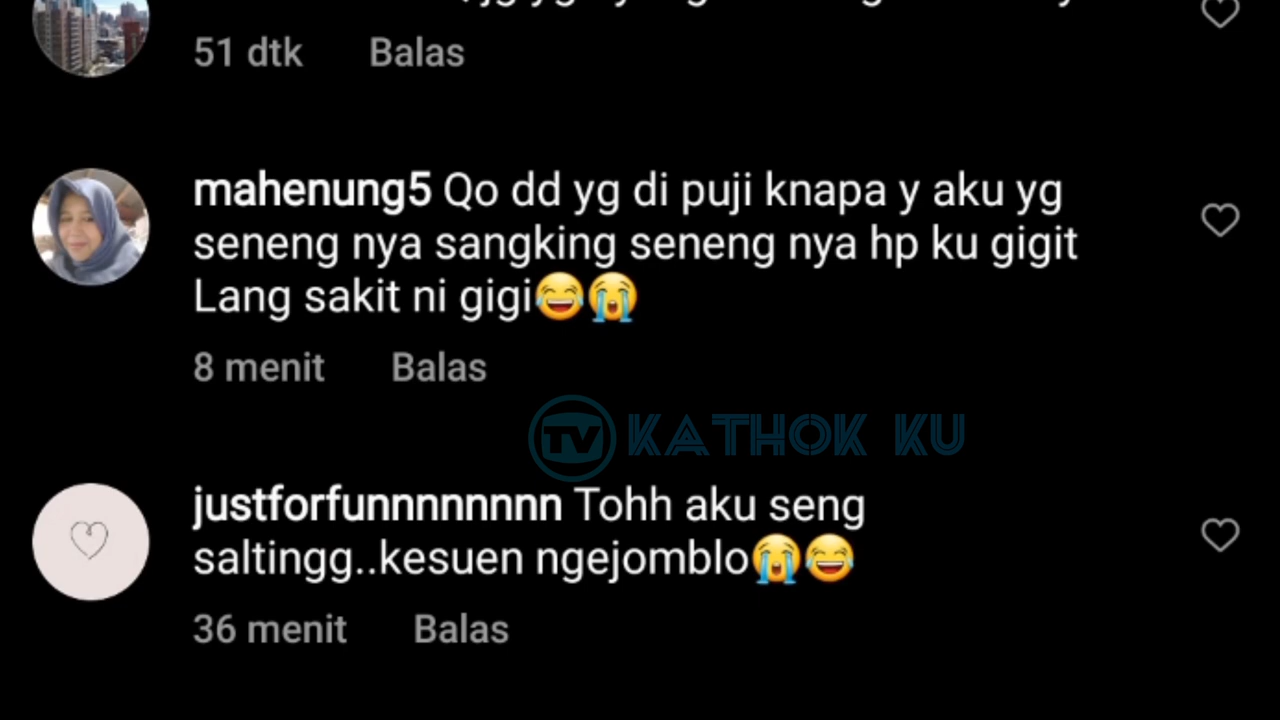 51 dtk Balas
mahenung5 Qo dd yg di puji knapa y aku yg
seneng nya sangking seneng nya hp ku gigit
Lang sakit ni gigi😂😭
8 menit Balas
TV KATHOK KU
justforfunnnnnnnn Tohh aku seng
saltingg..kesuen ngejomblo😭😂
36 menit Balas